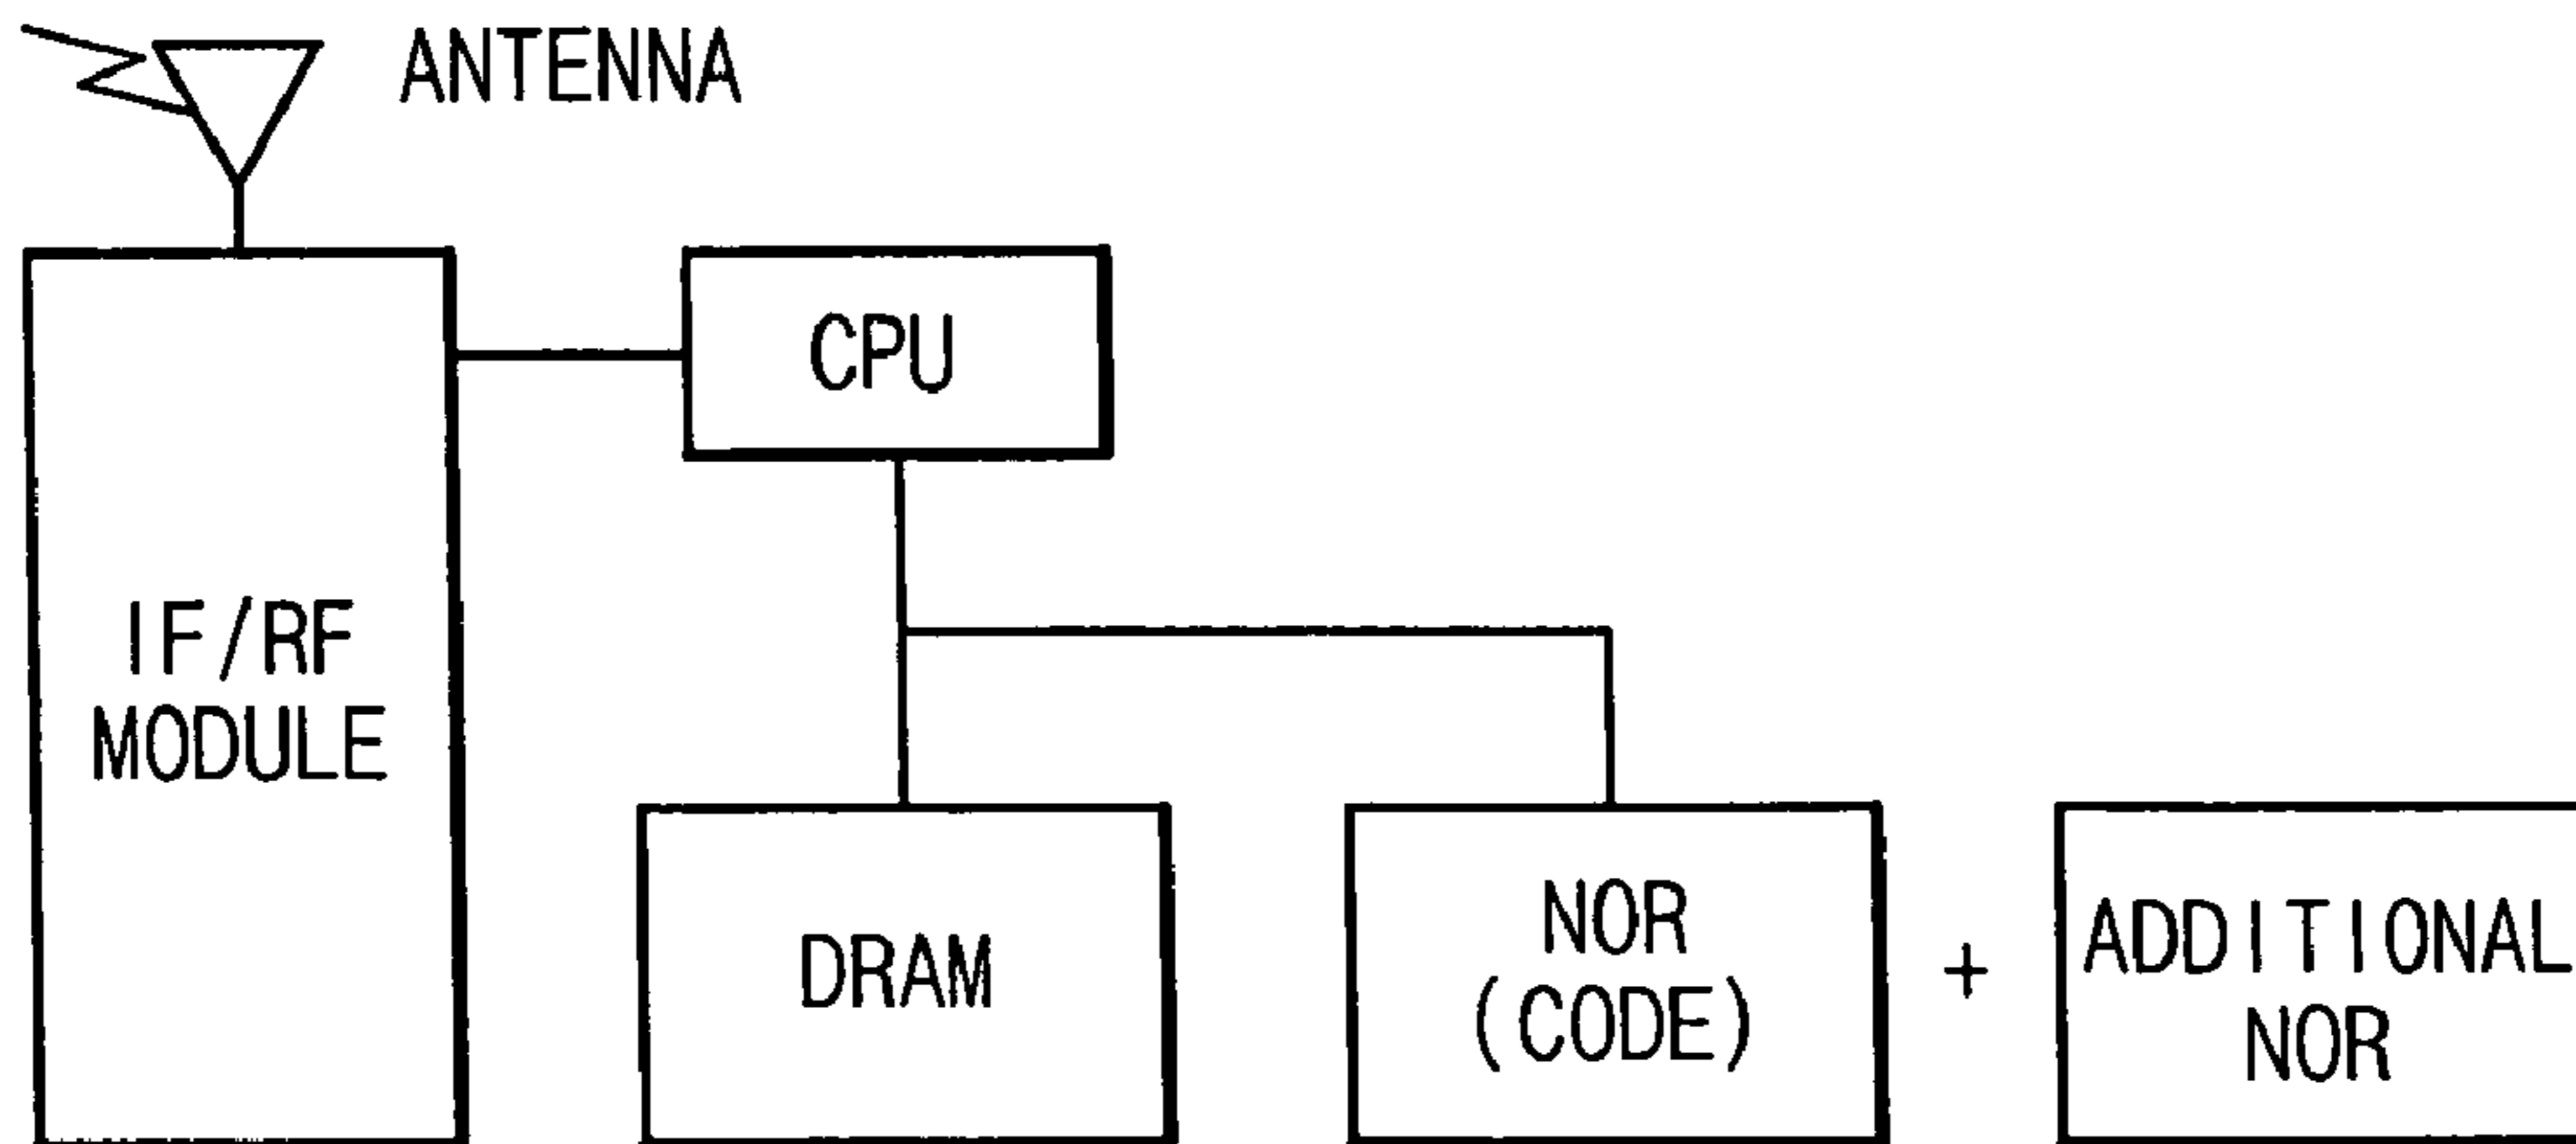 ANTENNA
CPU
IF/RF
MODULE
DRAM
NOR
(CODE)
+
ADDITIONAL
NOR